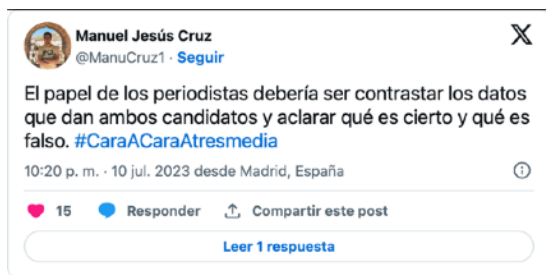 Manuel Jesús Cruz
@ManuCruz1 · Seguir
El papel de los periodistas debería ser contrastar los datos
que dan ambos candidatos y aclarar qué es cierto y qué es
falso. #CaraACaraAtresmedia
10:20 p. m. · 10 jul. 2023 desde Madrid, España
15 Responder Compartir este post
Leer 1 respuesta